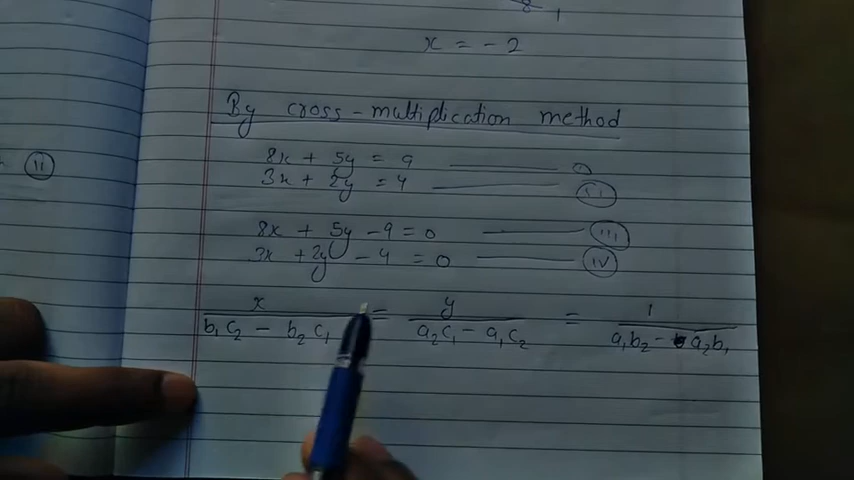 x = - 2
By cross-multiplication method
8x + 5y = 9
3x + 2y = 4 (ii)
(ii)
8x + 5y - 9 = 0 (iii)
3x + 2y - 4 = 0 (iv)
x = y = 1
b₁c₂ - b₂c₁ a₂c₁ - a₁c₂ a₁b₂ - a₂b₁